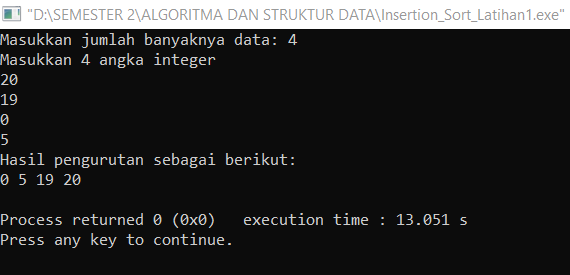 "D:\SEMESTER 2\ALGORITMA DAN STRUKTUR DATA\Insertion_Sort_Latihan1.exe"
Masukkan jumlah banyaknya data: 4
Masukkan 4 angka integer
20
19
0
5
Hasil pengurutan sebagai berikut:
0 5 19 20
Process returned 0 (0x0)   execution time : 13.051 s
Press any key to continue.